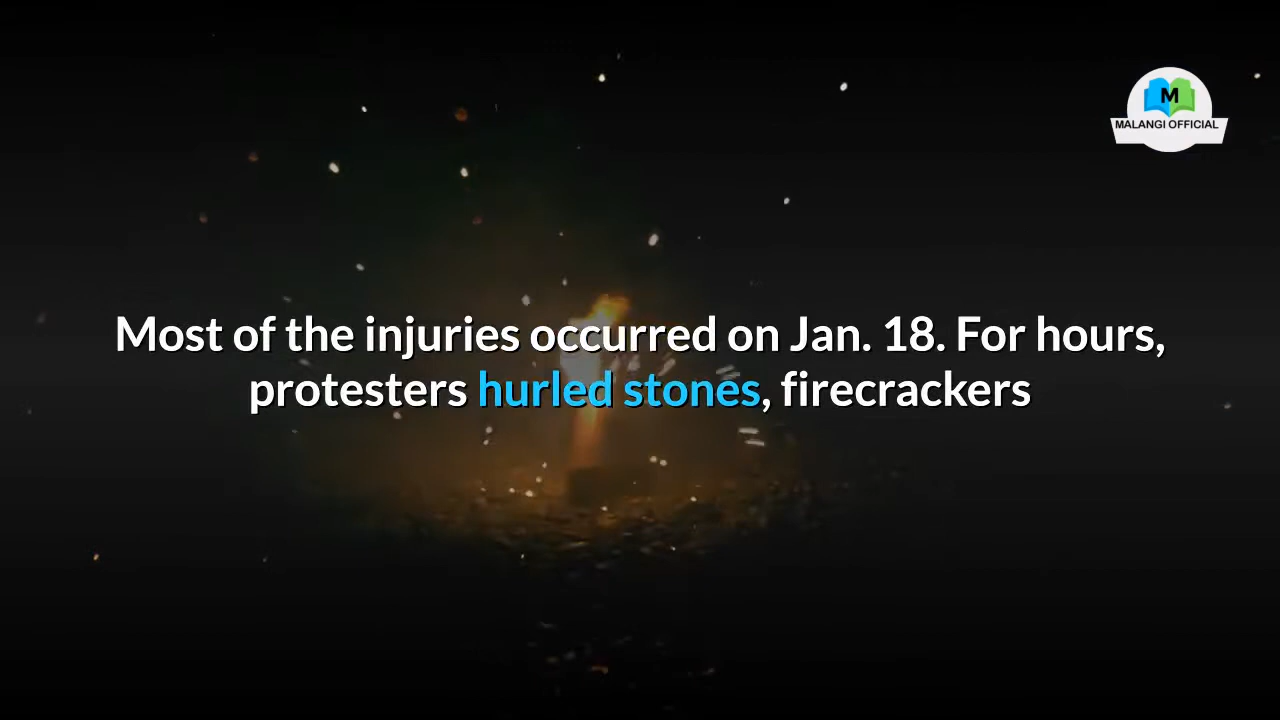 M
MALANGI OFFICIAL
Most of the injuries occurred on Jan. 18. For hours,
protesters hurled stones, firecrackers